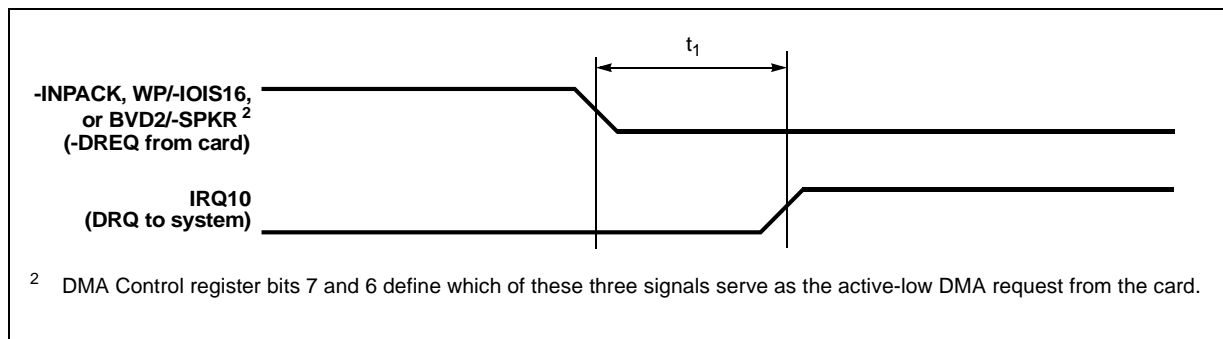 t1
-INPACK, WP/-IOIS16,
or BVD2/-SPKR 2
(-DREQ from card)
IRQ10
(DRQ to system)
2 DMA Control register bits 7 and 6 define which of these three signals serve as the active-low DMA request from the card.